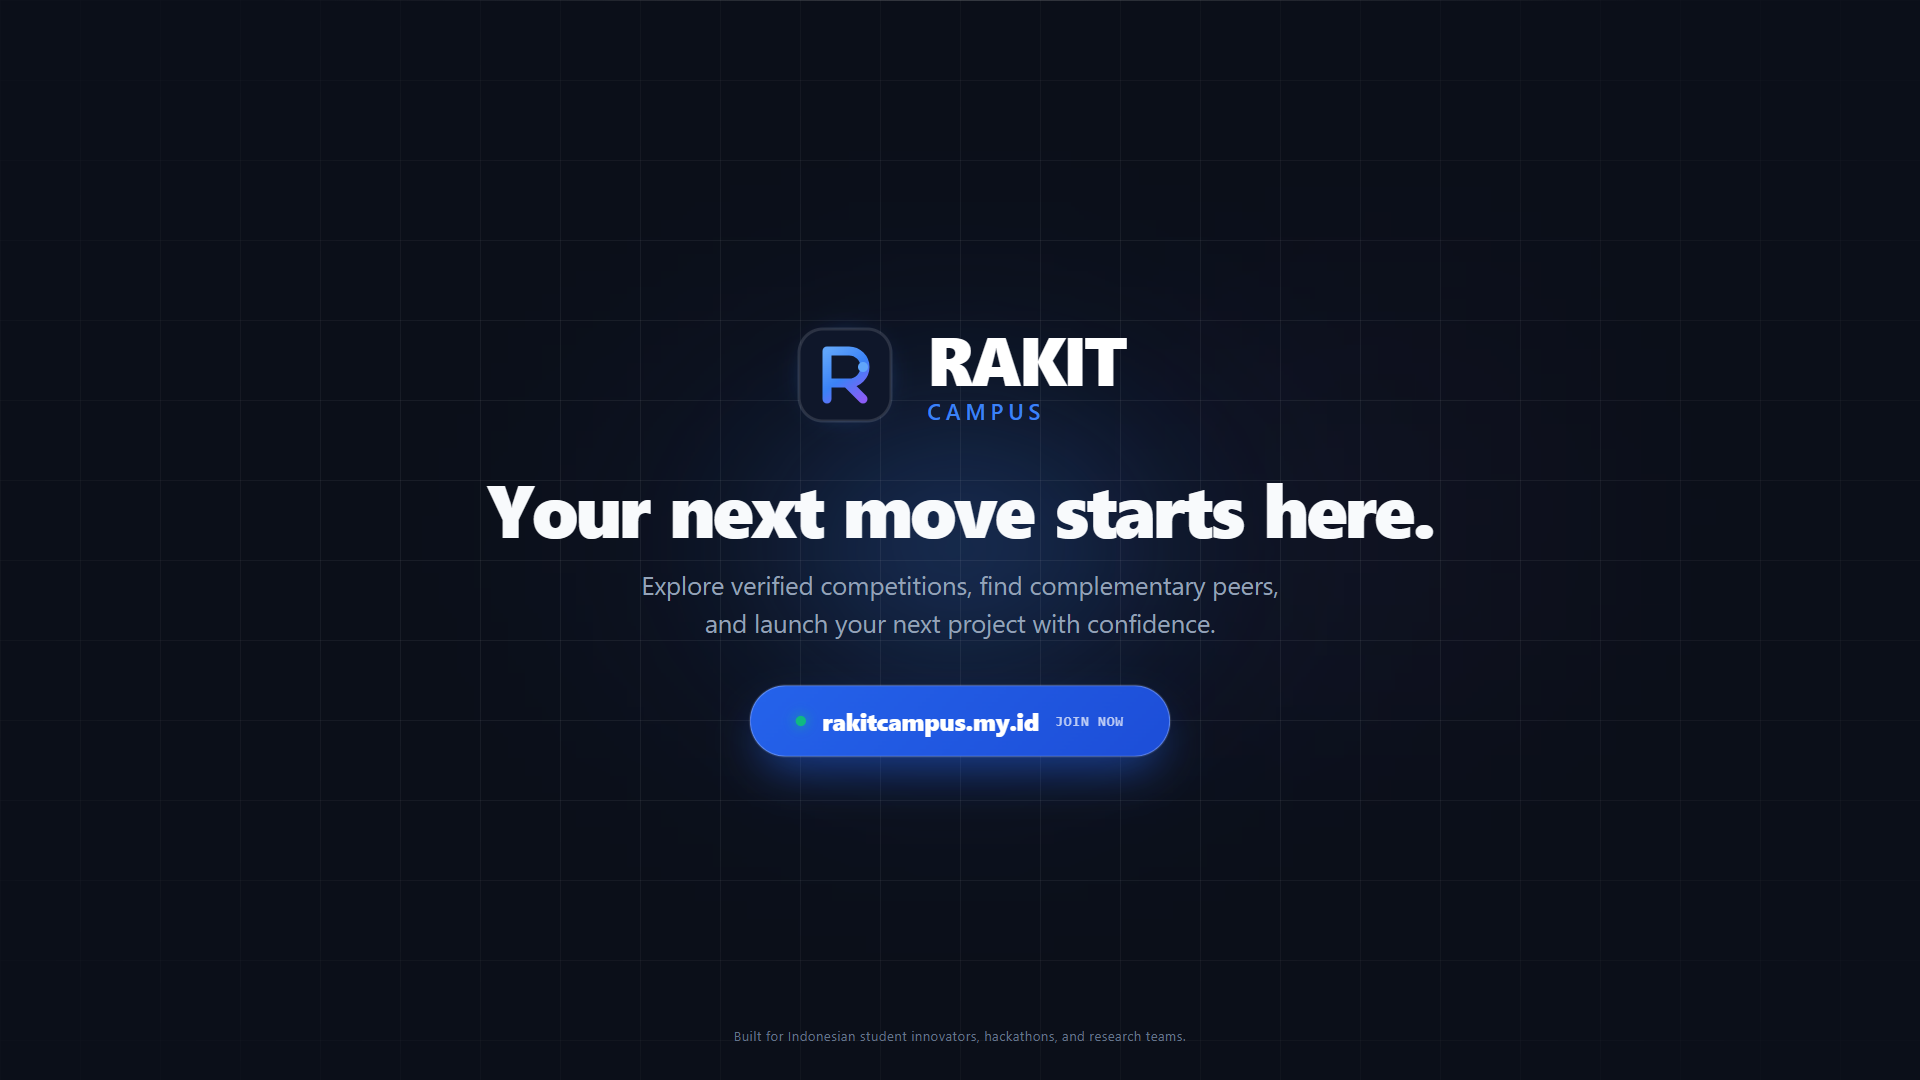 R
RAKIT
CAMPUS
Your next move starts here.
Explore verified competitions, find complementary peers,
and launch your next project with confidence.
rakitcampus.my.id JOIN NOW
Built for Indonesian student innovators, hackathons, and research teams.